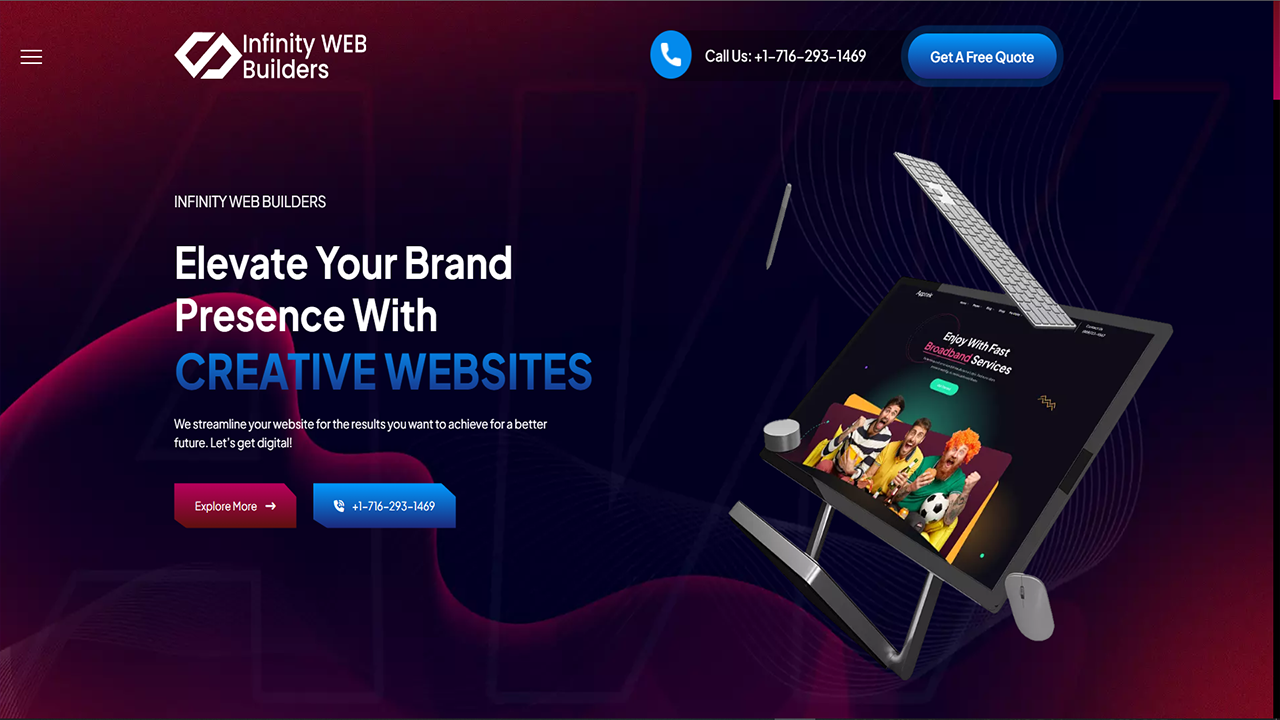 Infinity WEB
Builders
Call Us: +1-716-293-1469
Get A Free Quote
INFINITY WEB BUILDERS
Elevate Your Brand
Presence With
CREATIVE WEBSITES
We streamline your website for the results you want to achieve for a better
future. Let's get digital!
Explore More
+1-716-293-1469
Enjoy With Fast
Broadband Services